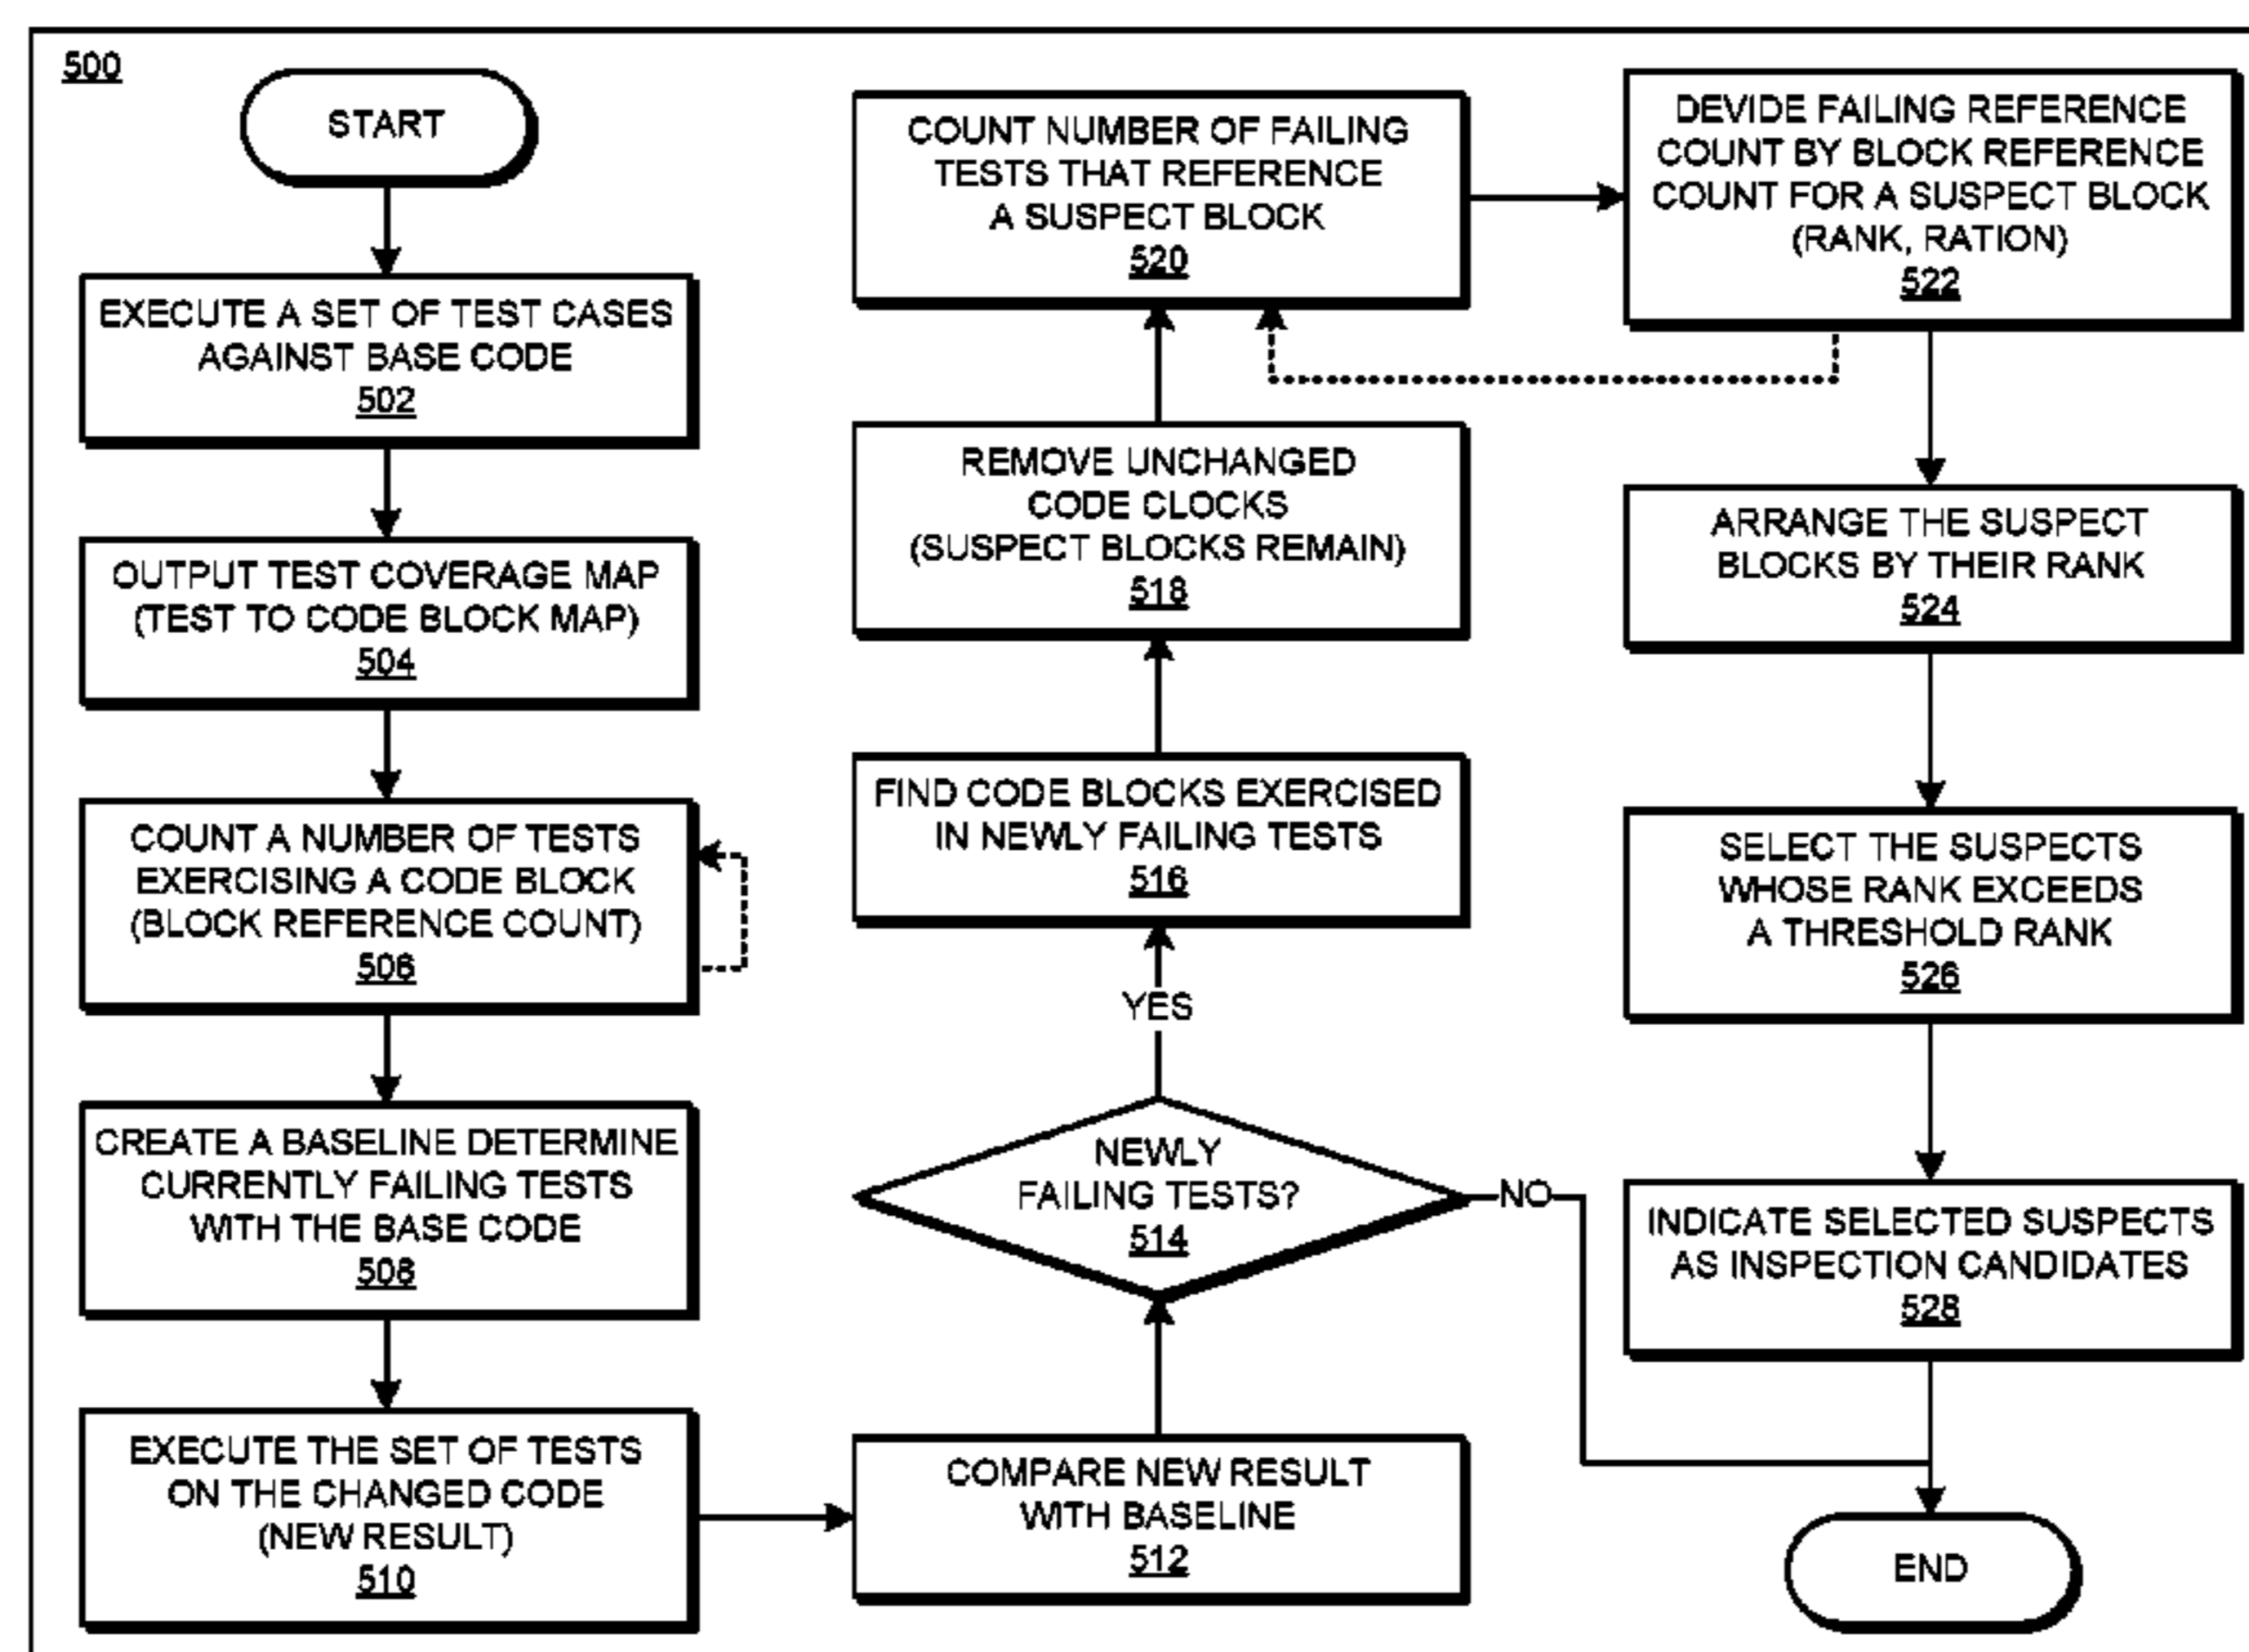 500
START
EXECUTE A SET OF TEST CASES
AGAINST BASE CODE
502
OUTPUT TEST COVERAGE MAP
(TEST TO CODE BLOCK MAP)
504
COUNT A NUMBER OF TESTS
EXERCISING A CODE BLOCK
(BLOCK REFERENCE COUNT)
506
CREATE A BASELINE DETERMINE
CURRENTLY FAILING TESTS
WITH THE BASE CODE
508
EXECUTE THE SET OF TESTS
ON THE CHANGED CODE
(NEW RESULT)
510
COMPARE NEW RESULT
WITH BASELINE
512
NEWLY
FAILING TESTS?
514
NO
YES
FIND CODE BLOCKS EXERCISED
IN NEWLY FAILING TESTS
516
REMOVE UNCHANGED
CODE CLOCKS
(SUSPECT BLOCKS REMAIN)
518
COUNT NUMBER OF FAILING
TESTS THAT REFERENCE
A SUSPECT BLOCK
520
DEVIDE FAILING REFERENCE
COUNT BY BLOCK REFERENCE
COUNT FOR A SUSPECT BLOCK
(RANK, RATION)
522
ARRANGE THE SUSPECT
BLOCKS BY THEIR RANK
524
SELECT THE SUSPECTS
WHOSE RANK EXCEEDS
A THRESHOLD RANK
526
INDICATE SELECTED SUSPECTS
AS INSPECTION CANDIDATES
528
END